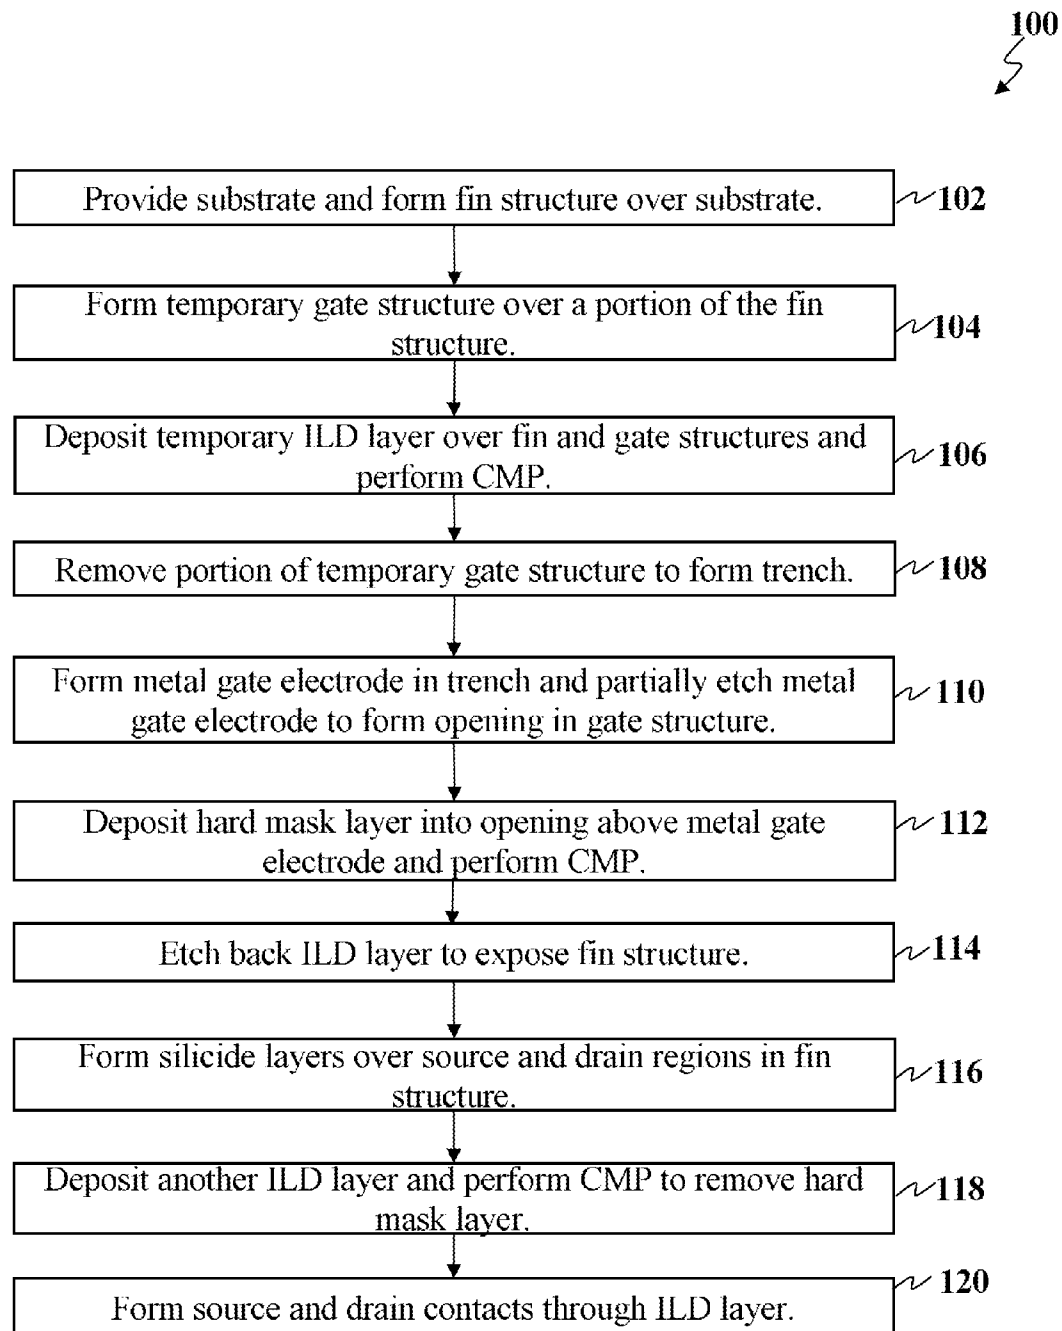 100
Provide substrate and form fin structure over substrate.
102
Form temporary gate structure over a portion of the fin
structure.
104
Deposit temporary ILD layer over fin and gate structures and
perform CMP.
106
Remove portion of temporary gate structure to form trench.
108
Form metal gate electrode in trench and partially etch metal
gate electrode to form opening in gate structure.
110
Deposit hard mask layer into opening above metal gate
electrode and perform CMP.
112
Etch back ILD layer to expose fin structure.
114
Form silicide layers over source and drain regions in fin
structure.
116
Deposit another ILD layer and perform CMP to remove hard
mask layer.
118
Form source and drain contacts through ILD layer.
120